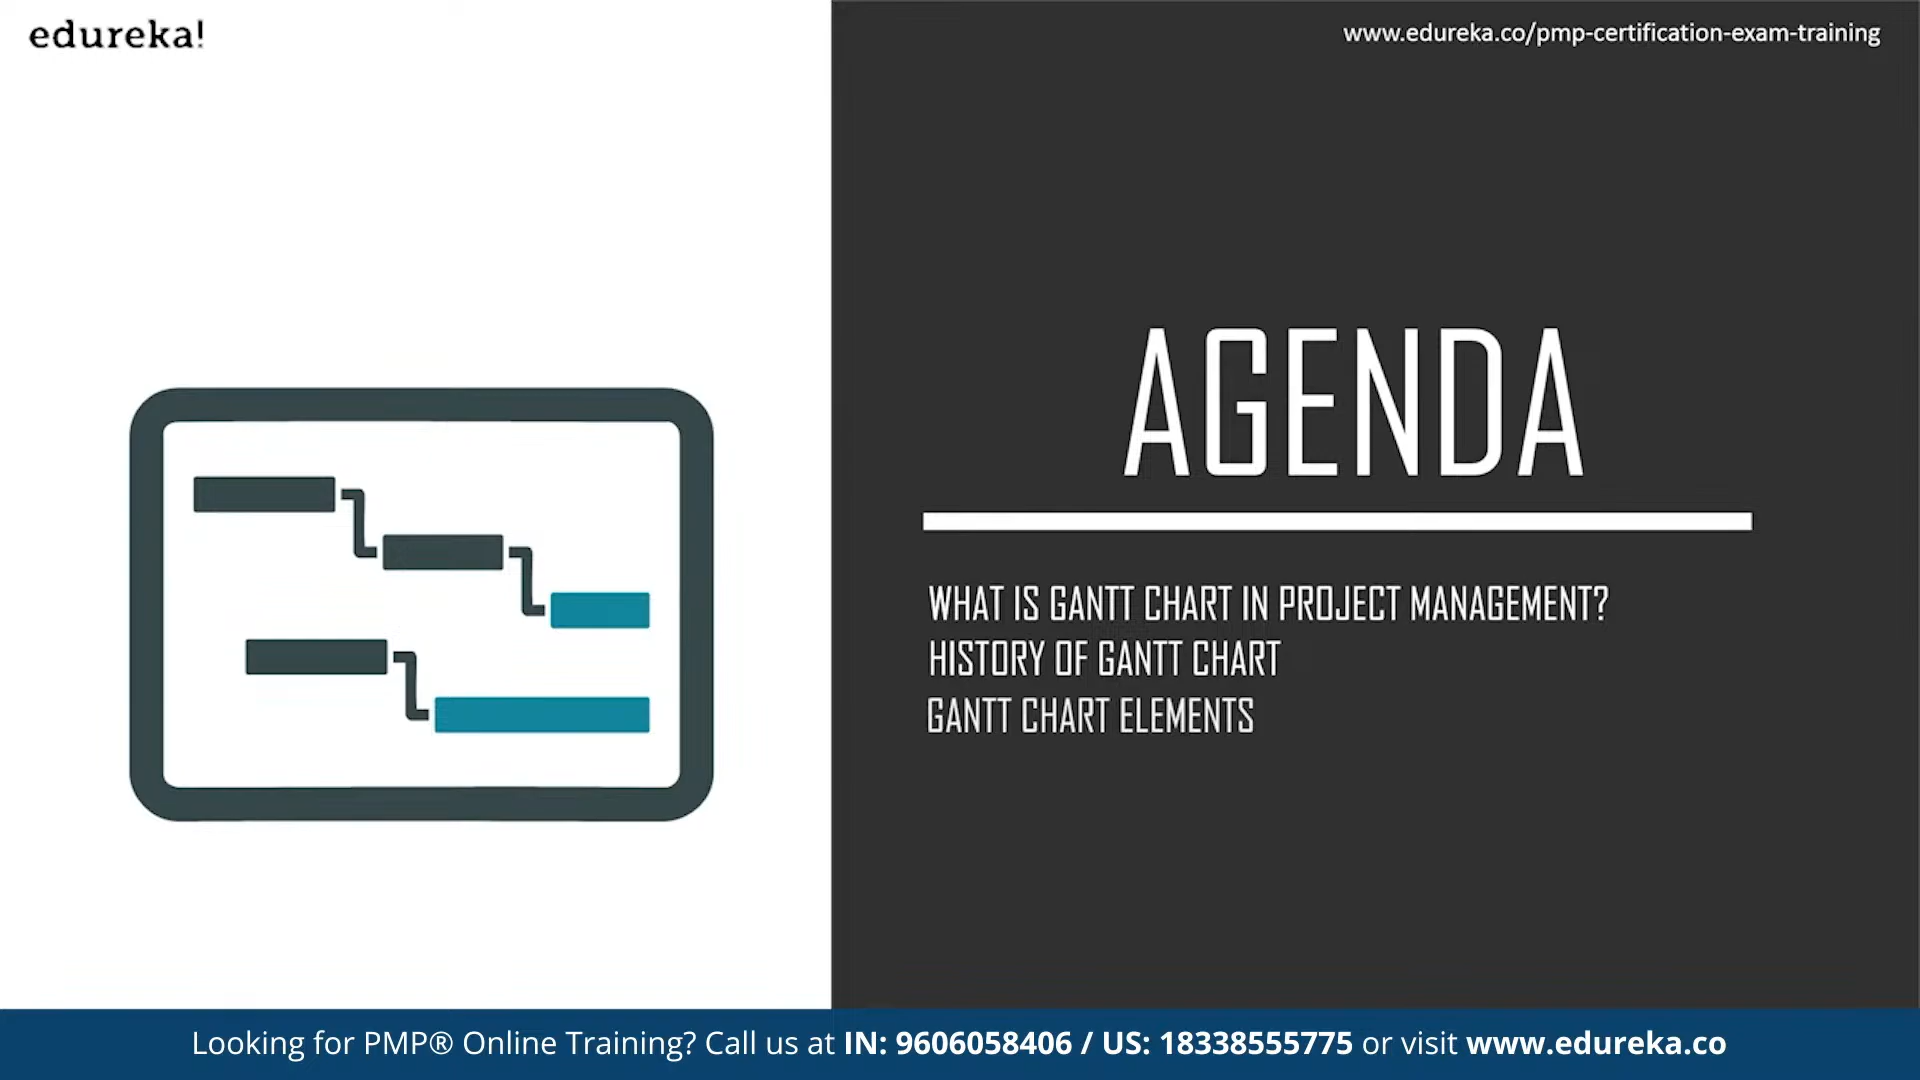 edureka!
www.edureka.co/pmp-certification-exam-training
AGENDA
WHAT IS GANTT CHART IN PROJECT MANAGEMENT?
HISTORY OF GANTT CHART
GANTT CHART ELEMENTS
Looking for PMP® Online Training? Call us at IN: 9606058406 / US: 18338555775 or visit www.edureka.co